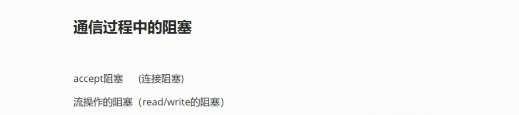 通信过程中的阻塞
accept阻塞 (连接阻塞)
流操作的阻塞（read/write的阻塞）